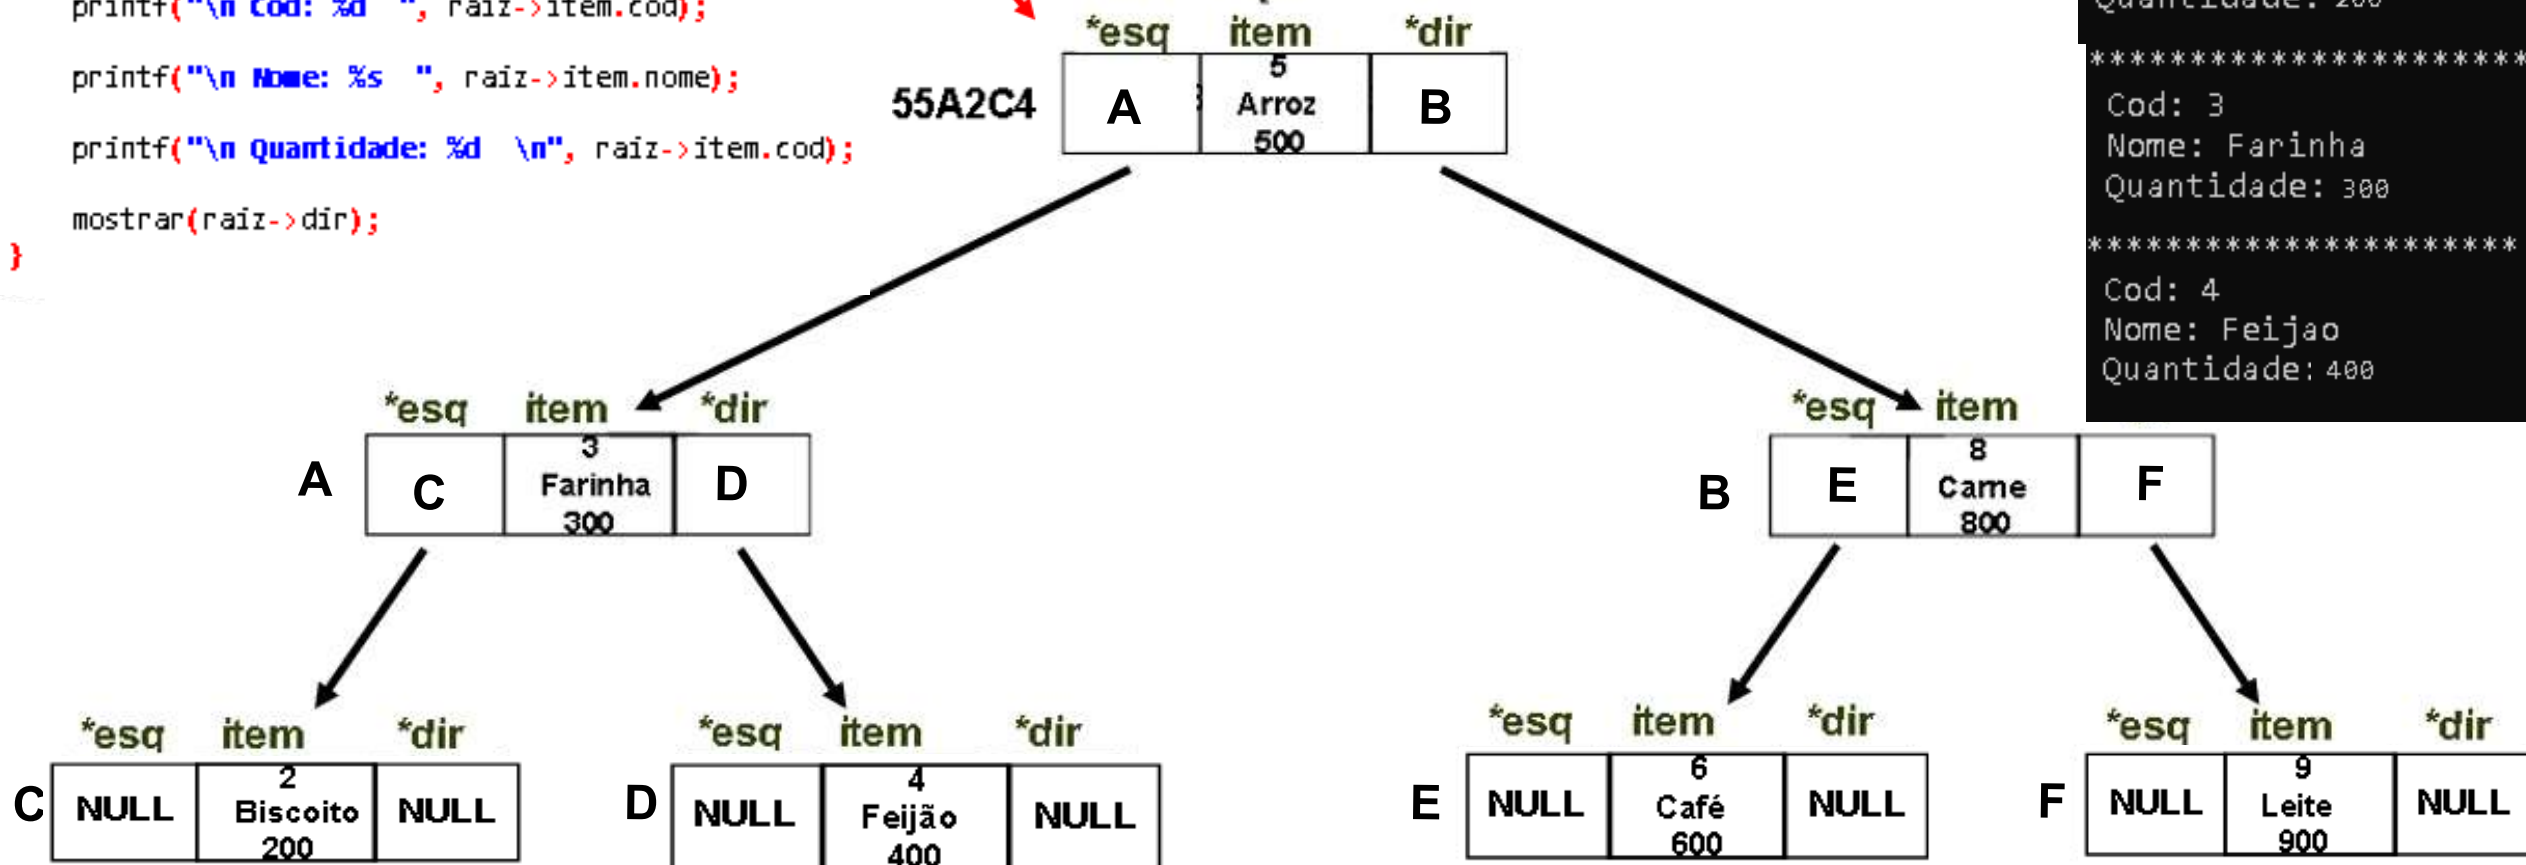 printf("\n Cod: %d  ", raiz->item.cod);
printf("\n Nome: %s  ", raiz->item.nome);
printf("\n Quantidade: %d  \n", raiz->item.cod);
mostrar(raiz->dir);
}
*esq item *dir
55A2C4
A
5
Arroz
500
B
Quantidade: 200
**********************
Cod: 3
Nome: Farinha
Quantidade: 300
**********************
Cod: 4
Nome: Feijao
Quantidade: 400
*esq item *dir
A
C
3
Farinha
300
D
*esq item
B
E
8
Carne
800
F
*esq item *dir
C
NULL
2
Biscoito
200
NULL
*esq item *dir
D
NULL
4
Feijão
400
NULL
*esq item *dir
E
NULL
6
Café
600
NULL
*esq item *dir
F
NULL
9
Leite
900
NULL